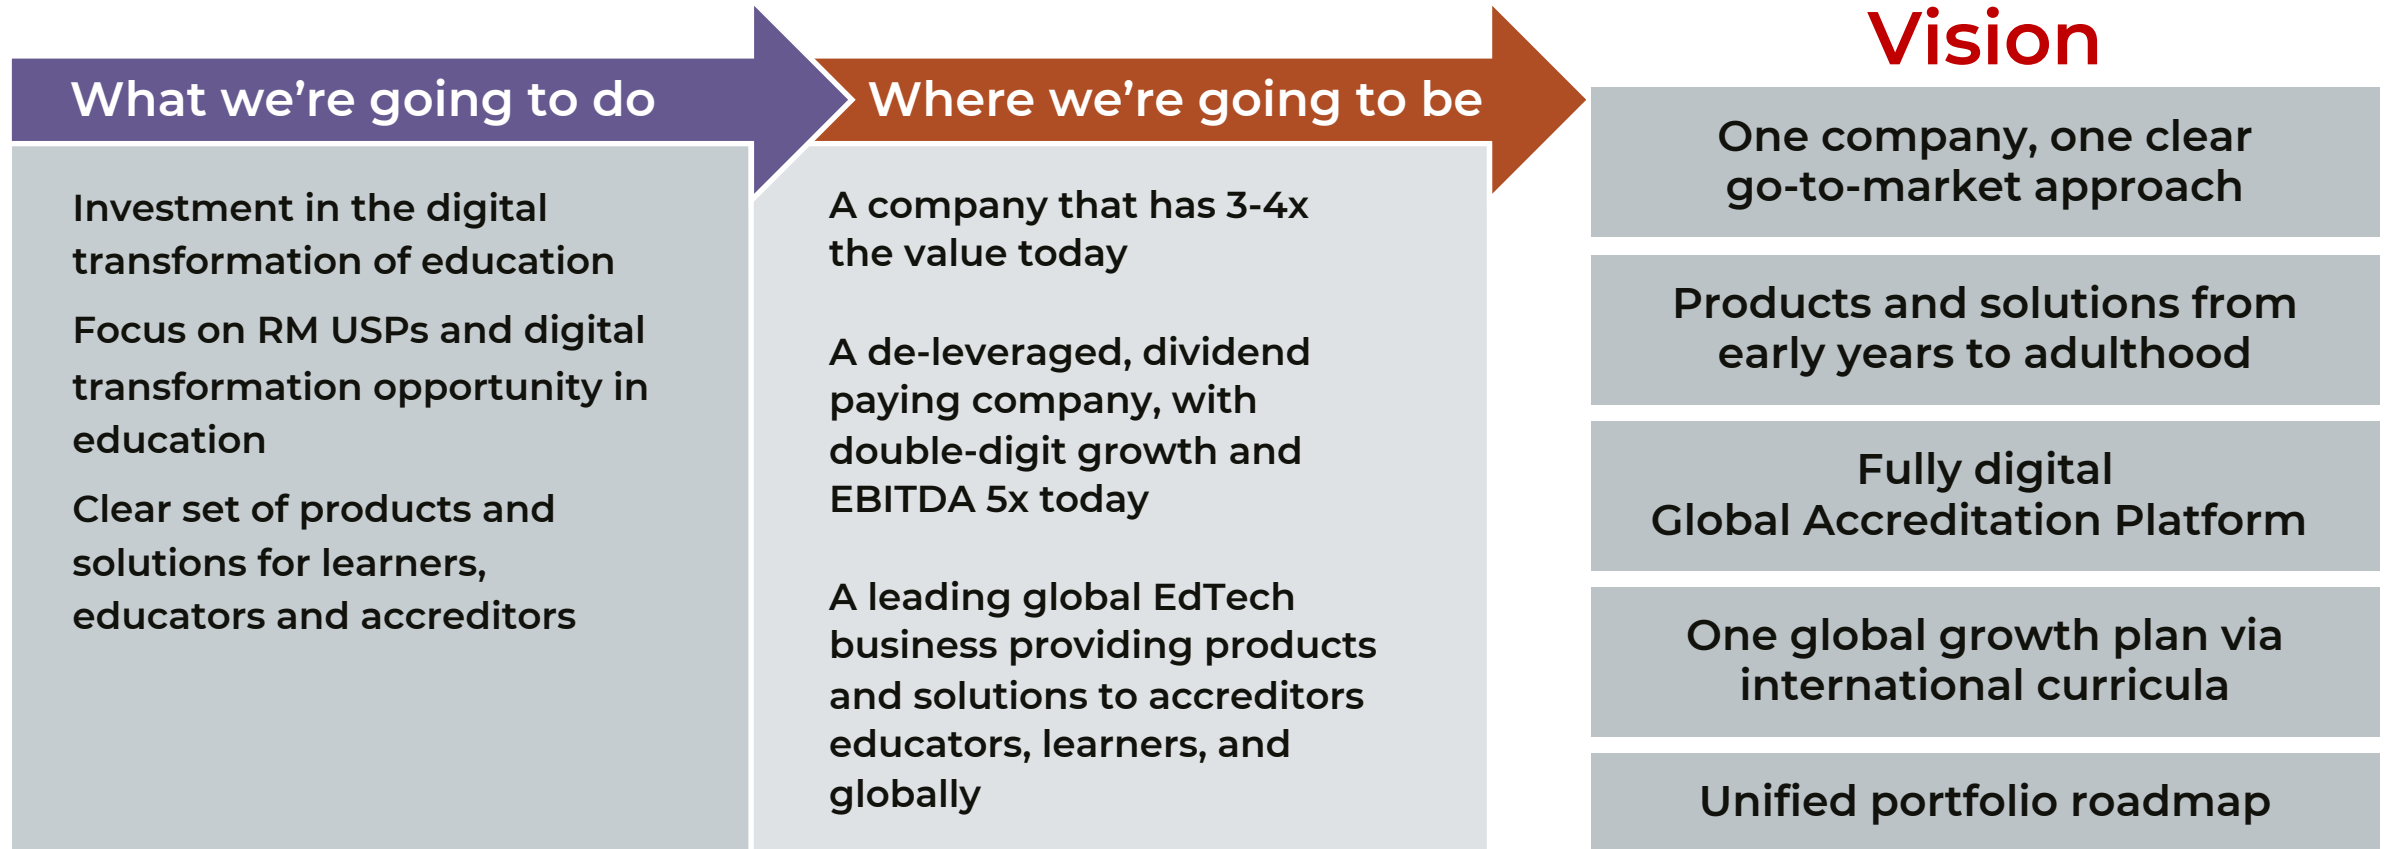 What we’re going to do
Investment in the digital
transformation of education
Focus on RM USPs and digital
transformation opportunity in
education
Clear set of products and
solutions for learners,
educators and accreditors
Where we’re going to be
A company that has 3-4x
the value today
A de-leveraged, dividend
paying company, with
double-digit growth and
EBITDA 5x today
A leading global EdTech
business providing products
and solutions to accreditors
educators, learners, and
globally
Vision
One company, one clear
go-to-market approach
Products and solutions from
early years to adulthood
Fully digital
Global Accreditation Platform
One global growth plan via
international curricula
Unified portfolio roadmap